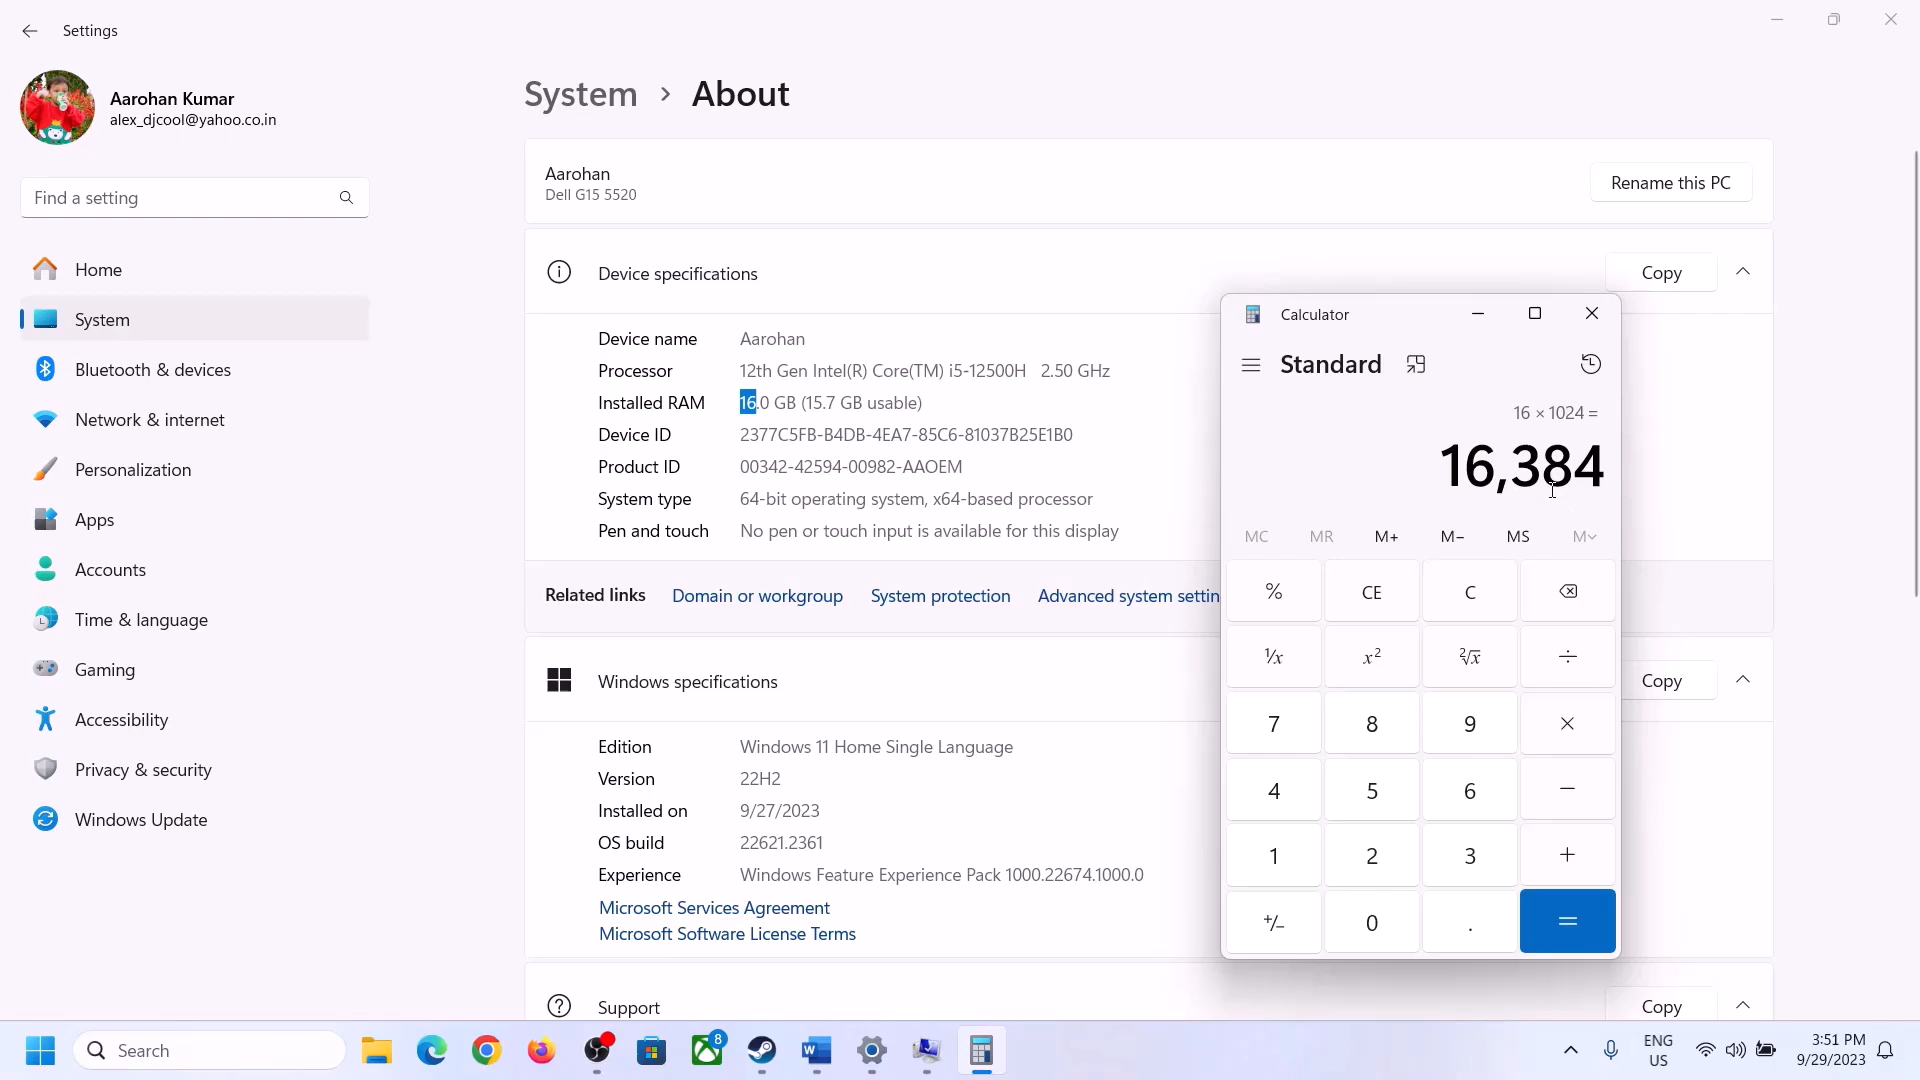 Settings
Aarohan Kumar
alex_djcool@yahoo.co.in
Find a setting
Home
System
Bluetooth & devices
Network & internet
Personalization
Apps
Accounts
Time & language
Gaming
Accessibility
Privacy & security
Windows Update
System > About
Aarohan
Dell G15 5520
Rename this PC
Device specifications
Copy
Device name Aarohan
Processor 12th Gen Intel(R) Core(TM) i5-12500H 2.50 GHz
Installed RAM 16.0 GB (15.7 GB usable)
Device ID 2377C5FB-B4DB-4EA7-85C6-81037B25E1B0
Product ID 00342-42594-00982-AAOEM
System type 64-bit operating system, x64-based processor
Pen and touch No pen or touch input is available for this display
Related links Domain or workgroup System protection Advanced system settin
Windows specifications
Copy
Edition Windows 11 Home Single Language
Version 22H2
Installed on 9/27/2023
OS build 22621.2361
Experience Windows Feature Experience Pack 1000.22674.1000.0
Microsoft Services Agreement
Microsoft Software License Terms
Support
Copy
Calculator
Standard
16 × 1024 =
16,384
MC MR M+ M− MS M
% CE C
¹/x x² ²√x ÷
7 8 9 ×
4 5 6 −
1 2 3 +
+/− 0 . =
Search
8
ENG
US
3:51 PM
9/29/2023